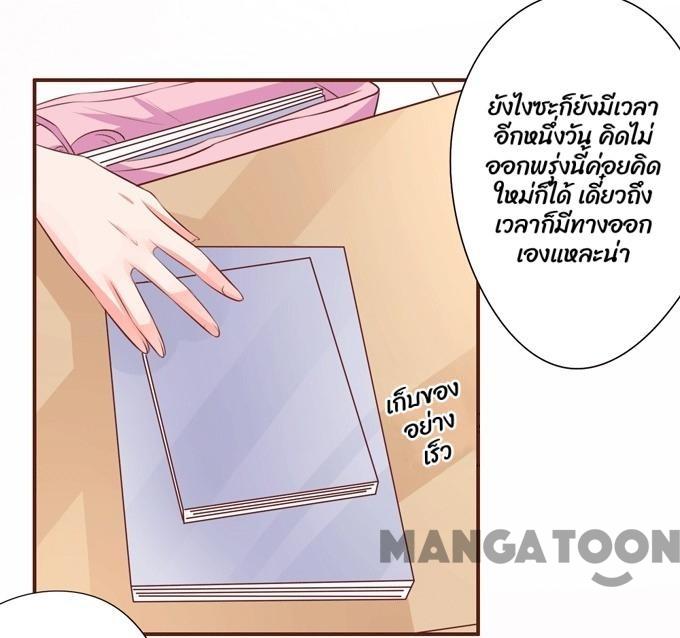 ยังไงซะก็ยังมีเวลา
อีกหนึ่งวัน คิดไม่
ออกพรุ่งนี้ค่อยคิด
ใหม่ก็ได้ เดี๋ยวถึง
เวลาก็มีทางออก
เองแหละน่า
เก็บของ
อย่าง
เร็ว
MANGATOON